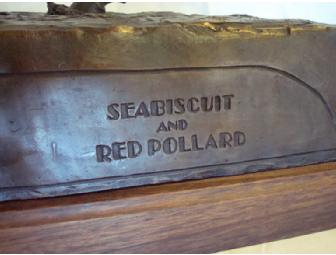 SEABISCUIT
AND
RED POLLARD